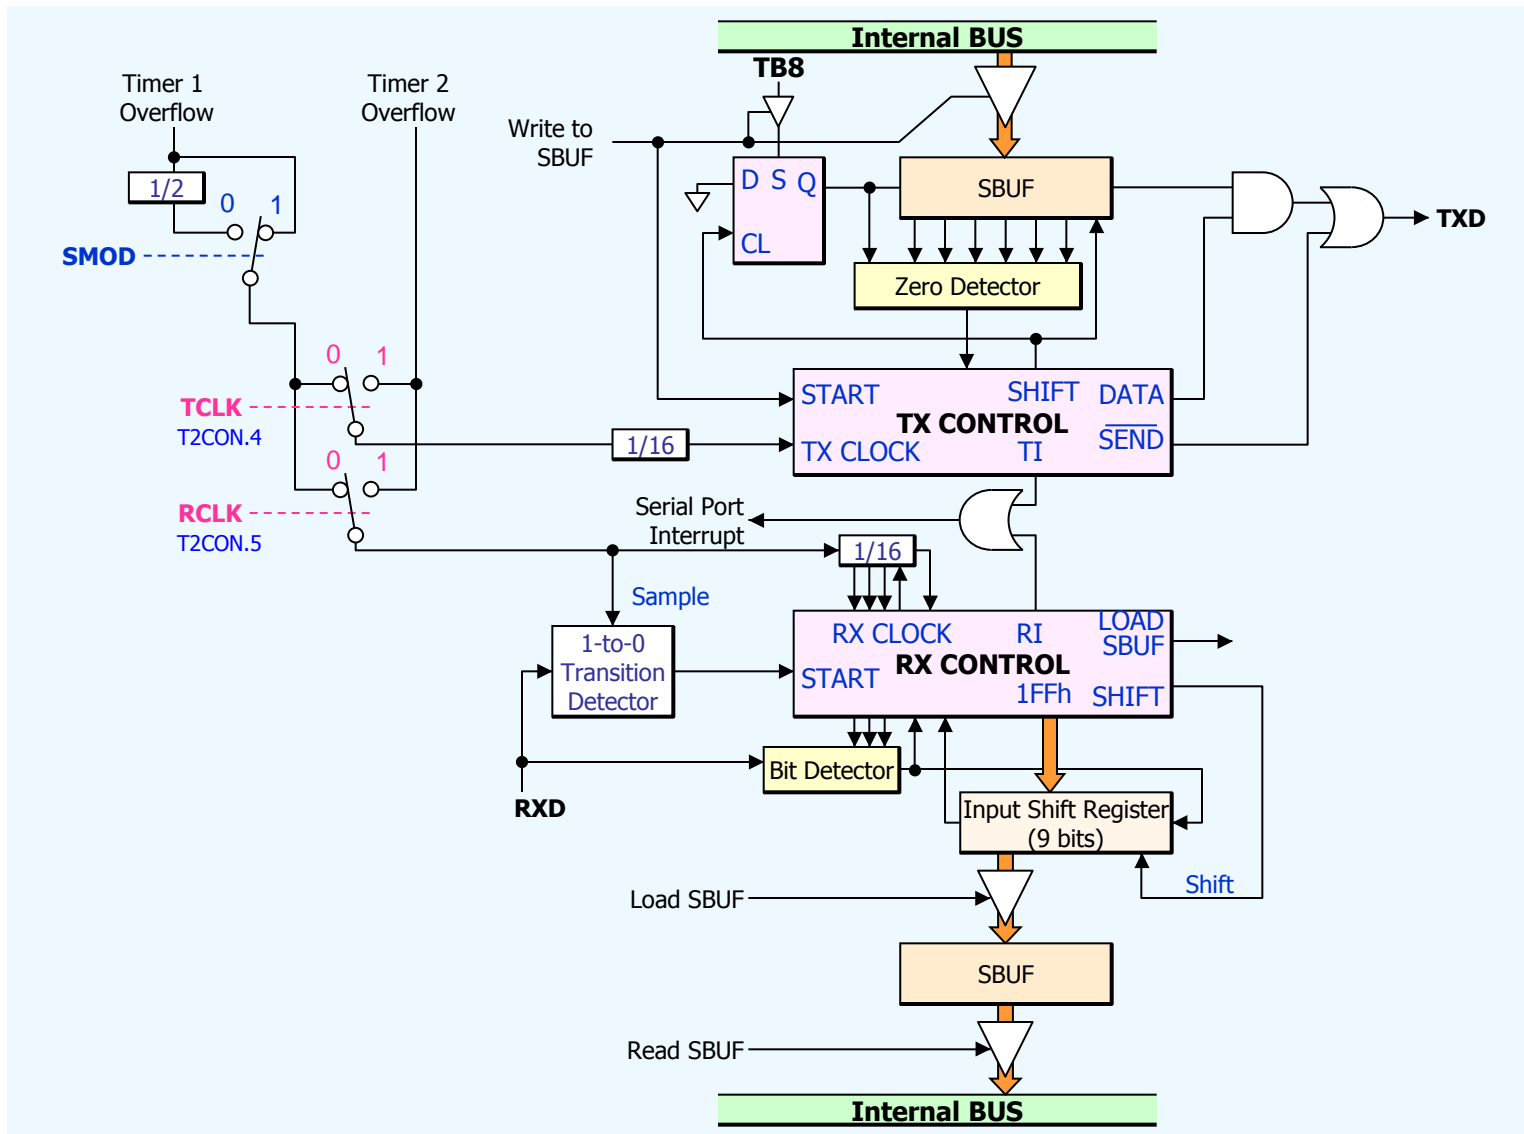 Internal BUS
TB8
Timer 1
Overflow
Timer 2
Overflow
Write to
SBUF
1/2
0
1
SMOD
D S Q
CL
SBUF
TXD
Zero Detector
0
1
TCLK
T2CON.4
START
SHIFT
DATA
TX CONTROL
TX CLOCK
TI
SEND
1/16
0
1
RCLK
T2CON.5
Serial Port
Interrupt
1/16
Sample
1-to-0
Transition
Detector
RX CLOCK
RI
LOAD
SBUF
RX CONTROL
START
1FFh
SHIFT
Bit Detector
RXD
Input Shift Register
(9 bits)
Shift
Load SBUF
SBUF
Read SBUF
Internal BUS